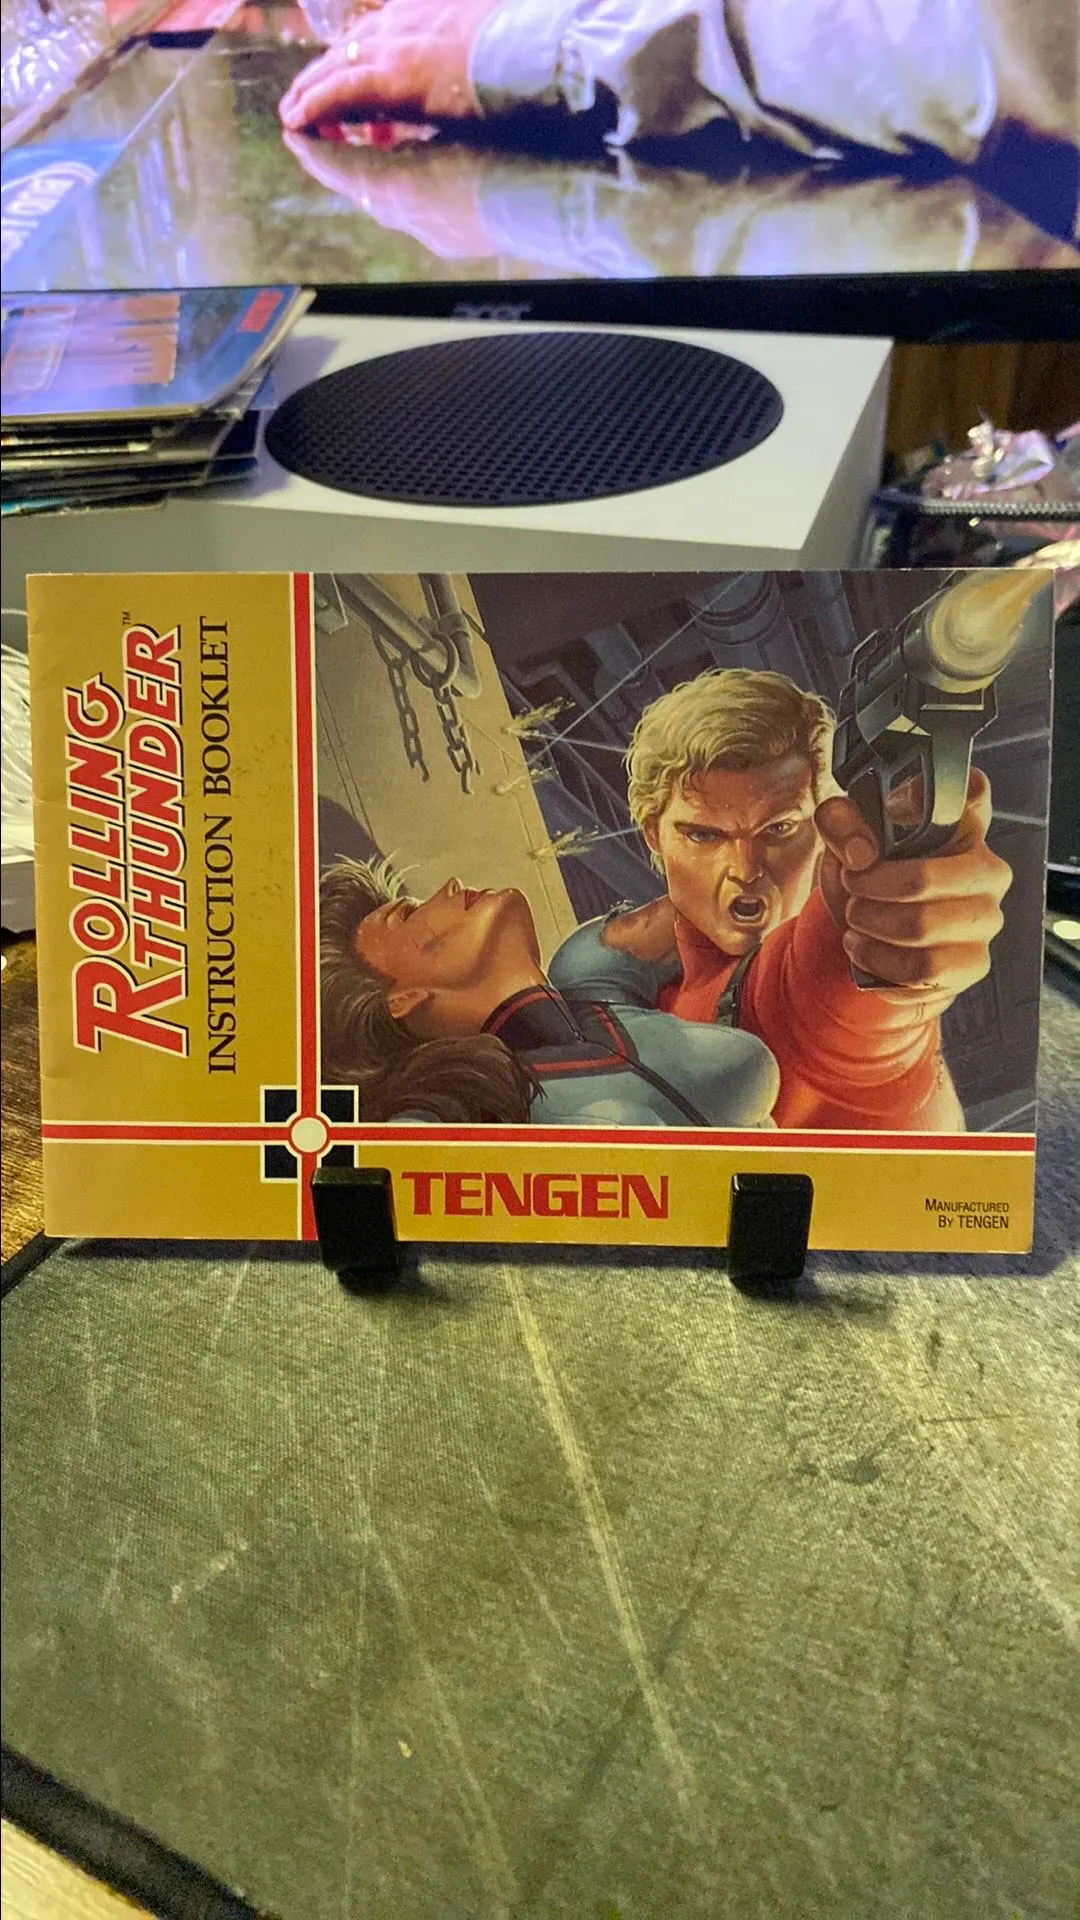 acer
ROLLING
THUNDER™
INSTRUCTION BOOKLET
TENGEN
MANUFACTURED
BY TENGEN